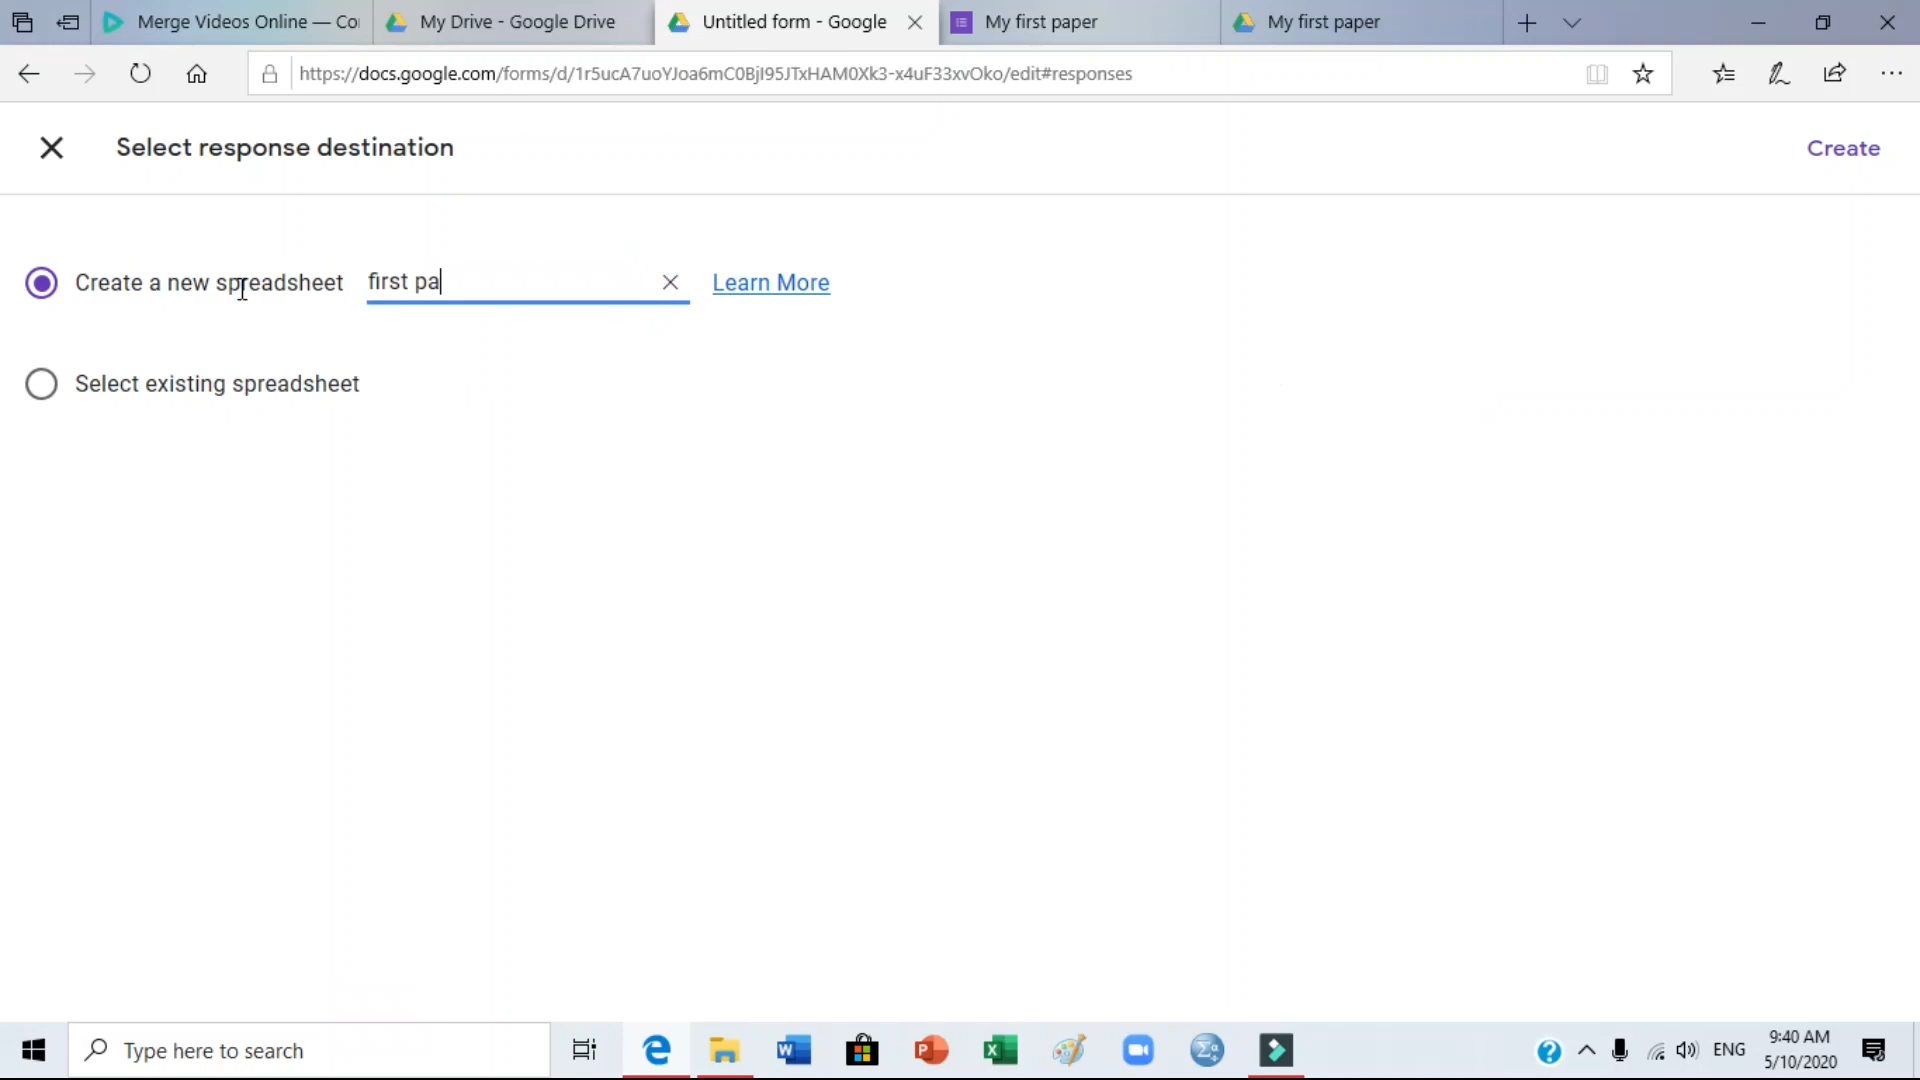 Merge Videos Online — Co
My Drive - Google Drive
Untitled form - Google
My first paper
My first paper
https://docs.google.com/forms/d/1r5ucA7uoYJoa6mC0BjI95JTxHAM0Xk3-x4uF33xvOko/edit#responses
Select response destination
Create
Create a new spreadsheet
first pa
Learn More
Select existing spreadsheet
Type here to search
ENG
9:40 AM
5/10/2020